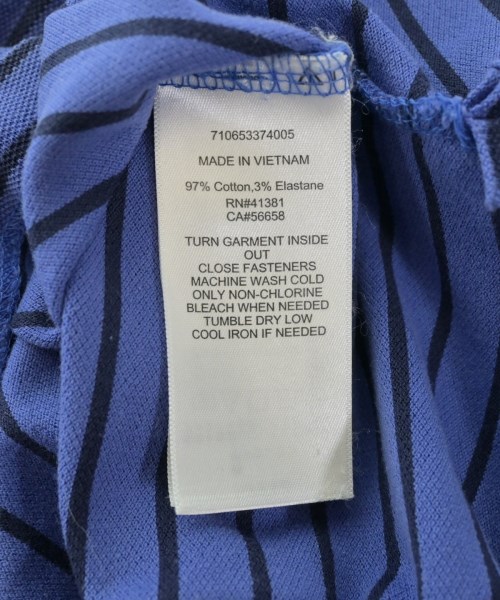 710653374005
MADE IN VIETNAM
97% Cotton,3% Elastane
RN#41381
CA#56658
TURN GARMENT INSIDE
OUT
CLOSE FASTENERS
MACHINE WASH COLD
ONLY NON-CHLORINE
BLEACH WHEN NEEDED
TUMBLE DRY LOW
COOL IRON IF NEEDED